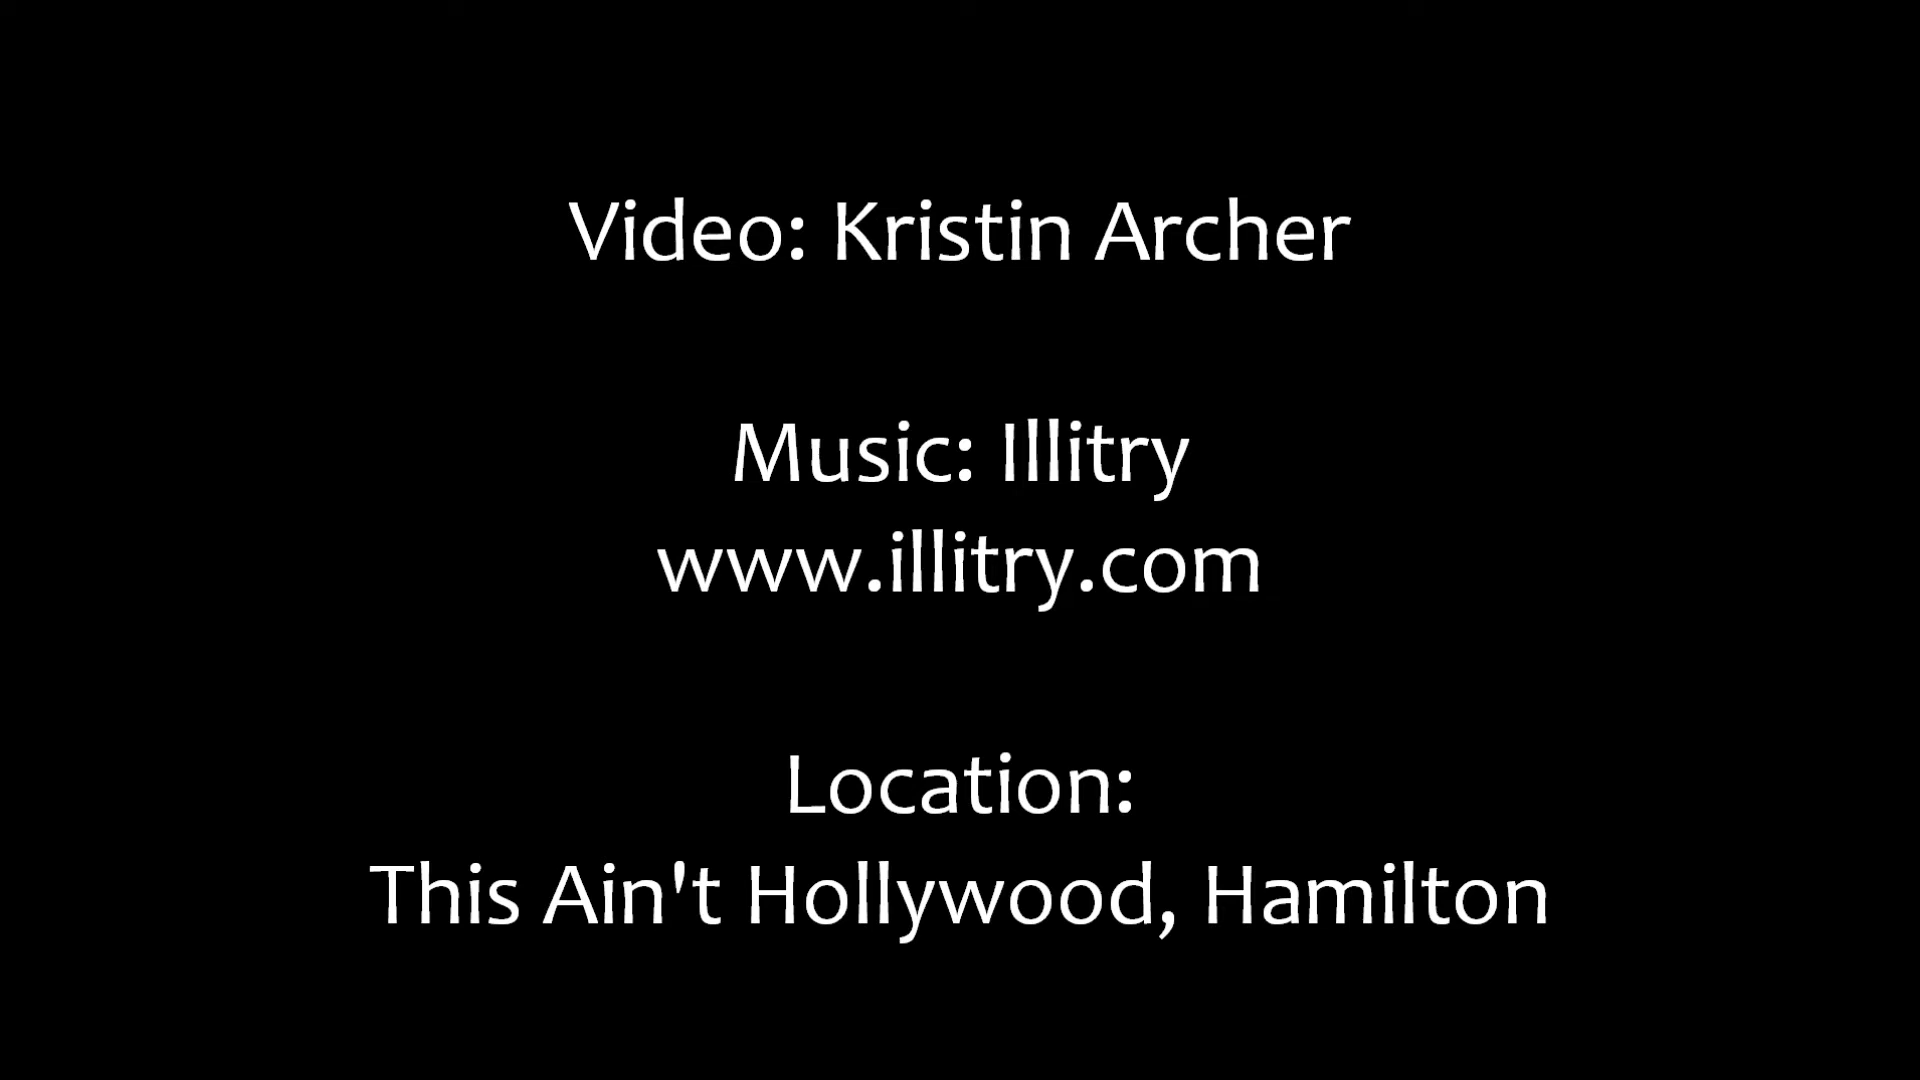 Video: Kristin Archer
Music: Illitry
www.illitry.com
Location:
This Ain't Hollywood, Hamilton